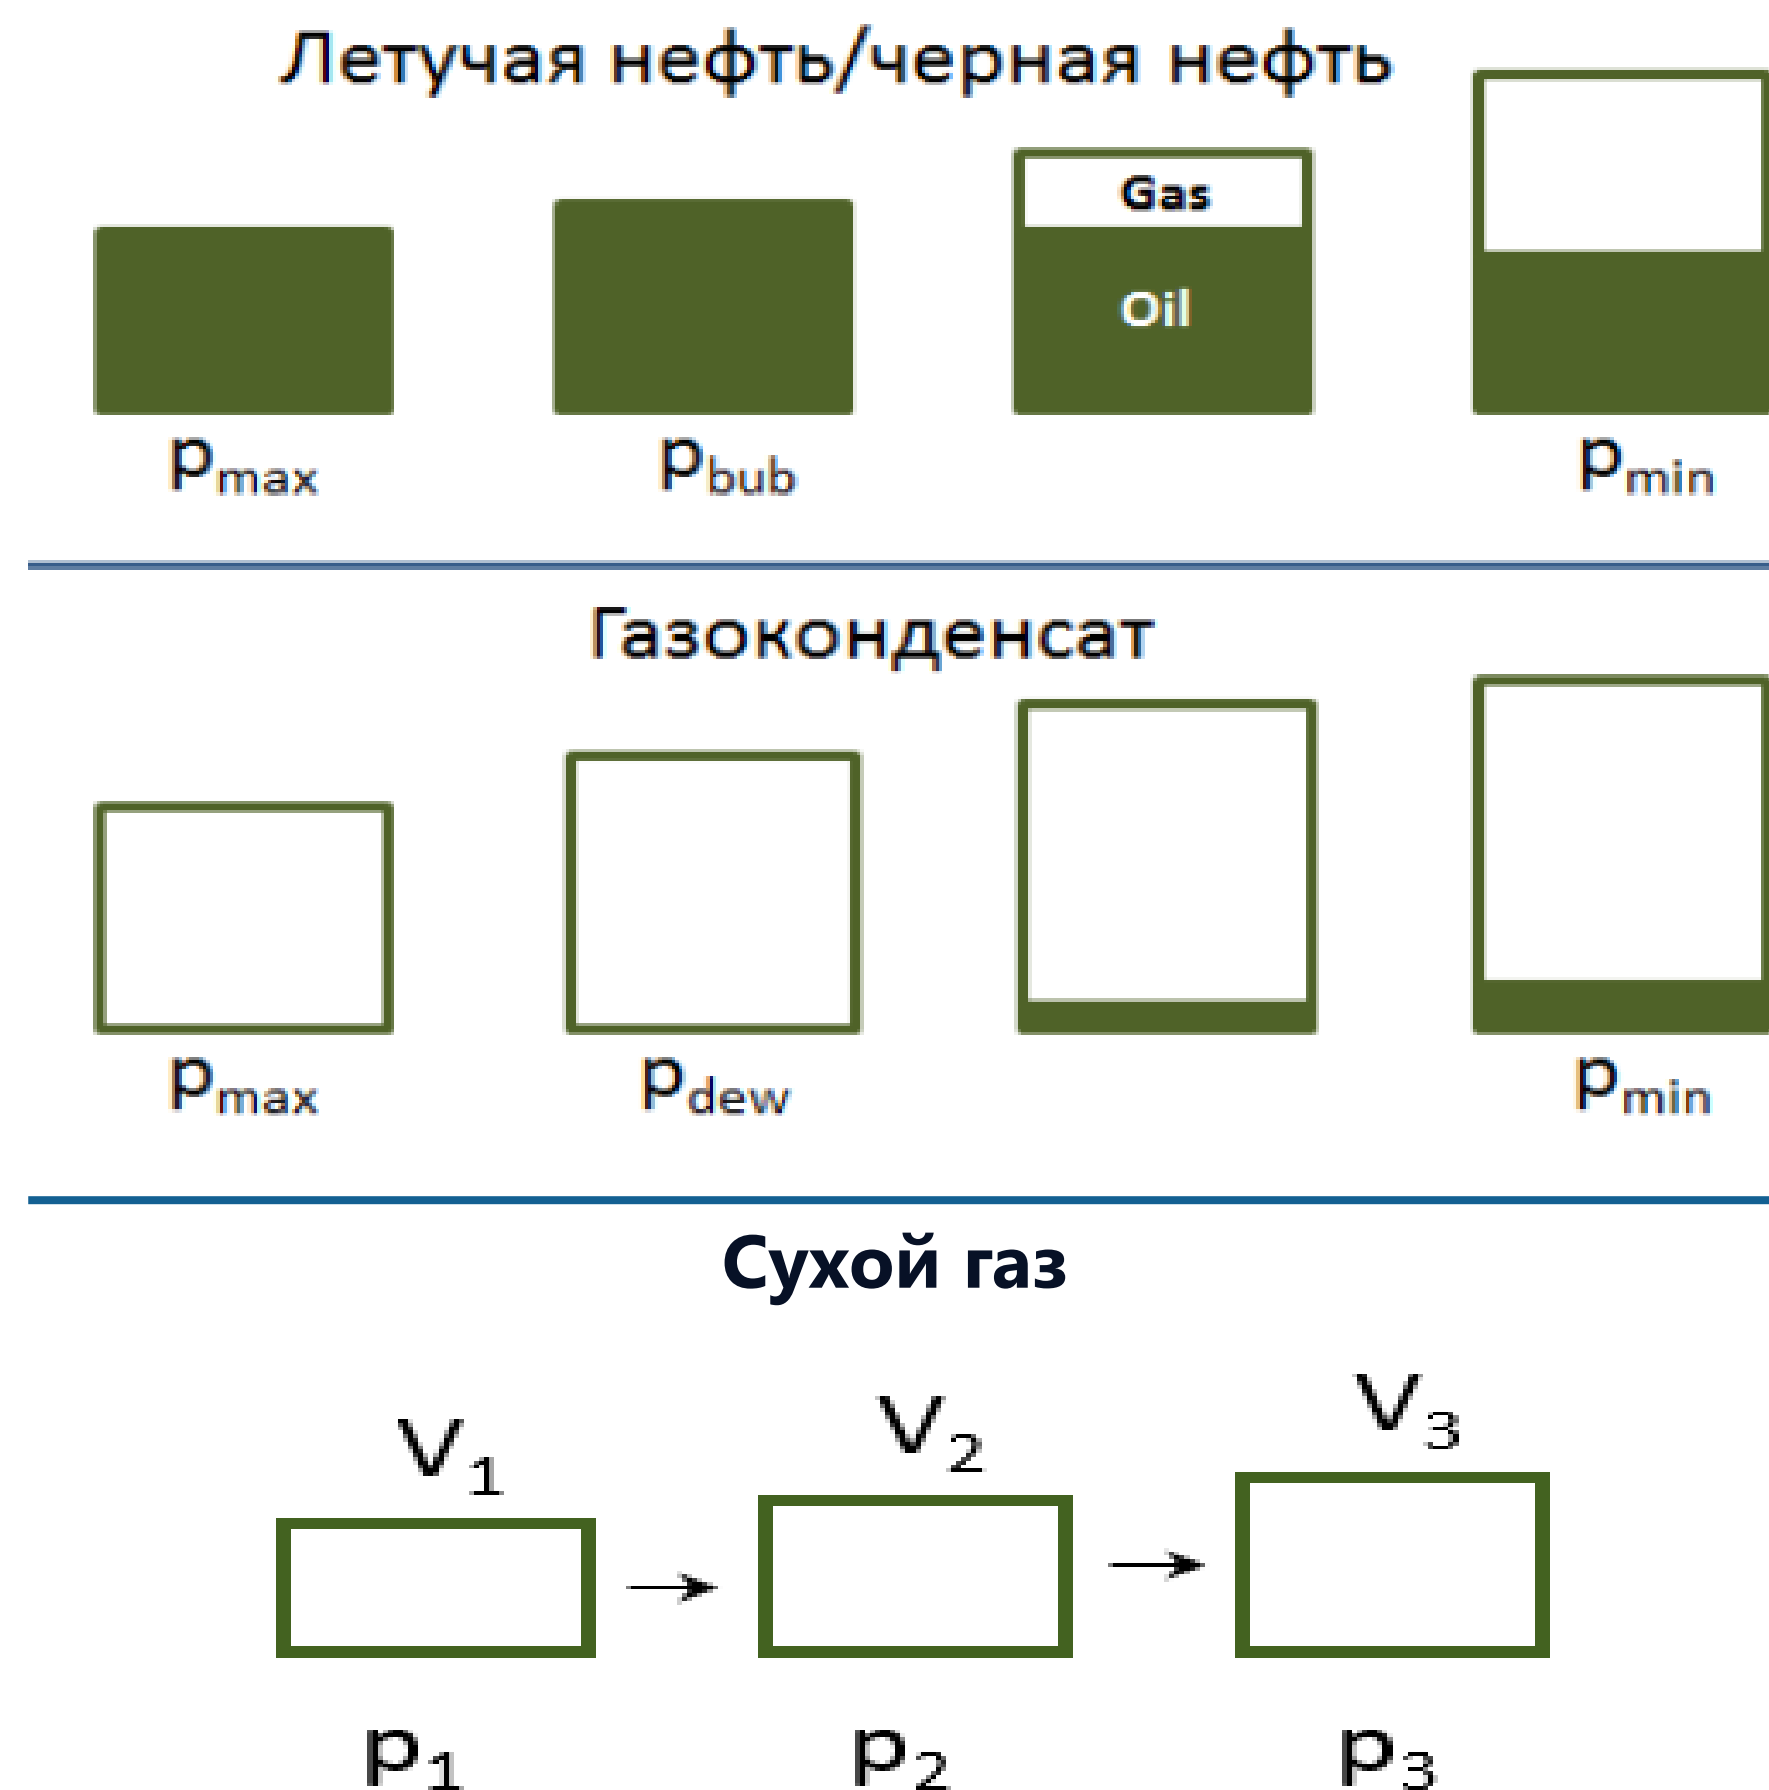 Летучая нефть/черная нефть
Gas
Oil
pmax pbub pmin
Газоконденсат
pmax pdew pmin
Сухой газ
V1 V2 V3
p1 p2 p3